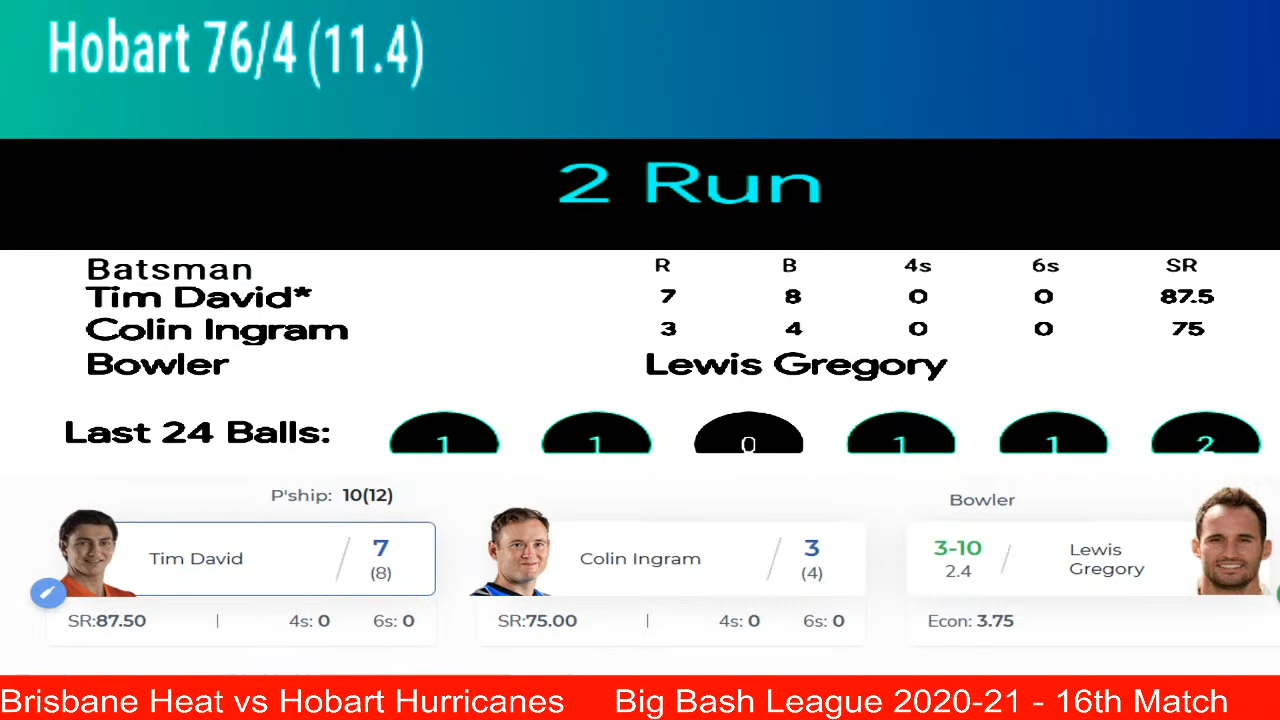 Hobart 76/4 (11.4)
2 Run
Batsman R B 4s 6s SR
Tim David* 7 8 0 0 87.5
Colin Ingram 3 4 0 0 75
Bowler Lewis Gregory
Last 24 Balls: 1 1 0 1 1 2
P'ship: 10(12) Bowler
Tim David 7 (8)
SR:87.50 | 4s: 0 6s: 0
Colin Ingram 3 (4)
SR:75.00 | 4s: 0 6s: 0
3-10 2.4 Lewis Gregory
Econ: 3.75
Brisbane Heat vs Hobart Hurricanes Big Bash League 2020-21 - 16th Match